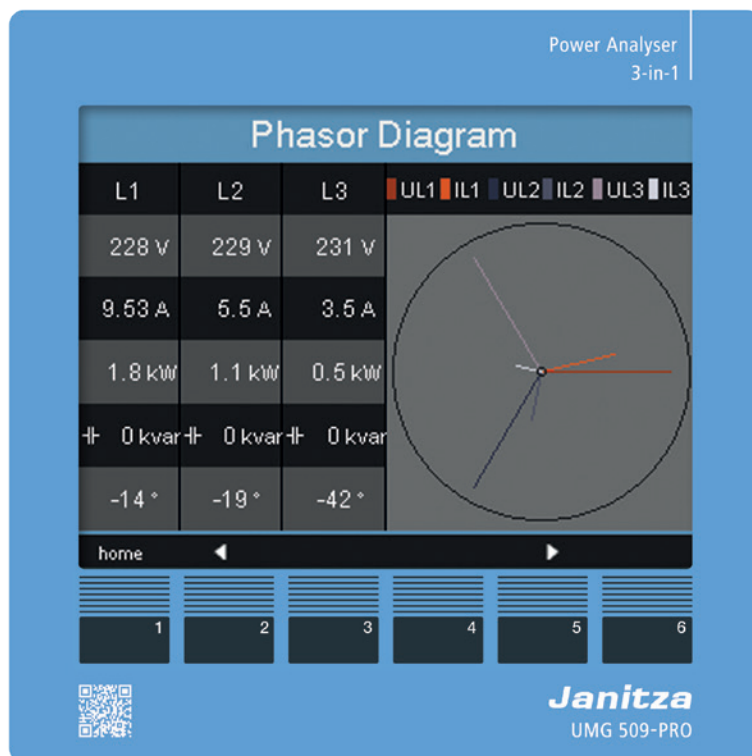 Power Analyser
3-in-1
Phasor Diagram
L1 L2 L3 UL1 IL1 UL2 IL2 UL3 IL3
228 V 229 V 231 V
9.53 A 5.5 A 3.5 A
1.8 kW 1.1 kW 0.5 kW
0 kvar 0 kvar 0 kvar
-14 ° -19 ° -42 °
home
1 2 3 4 5 6
Janitza
UMG 509-PRO